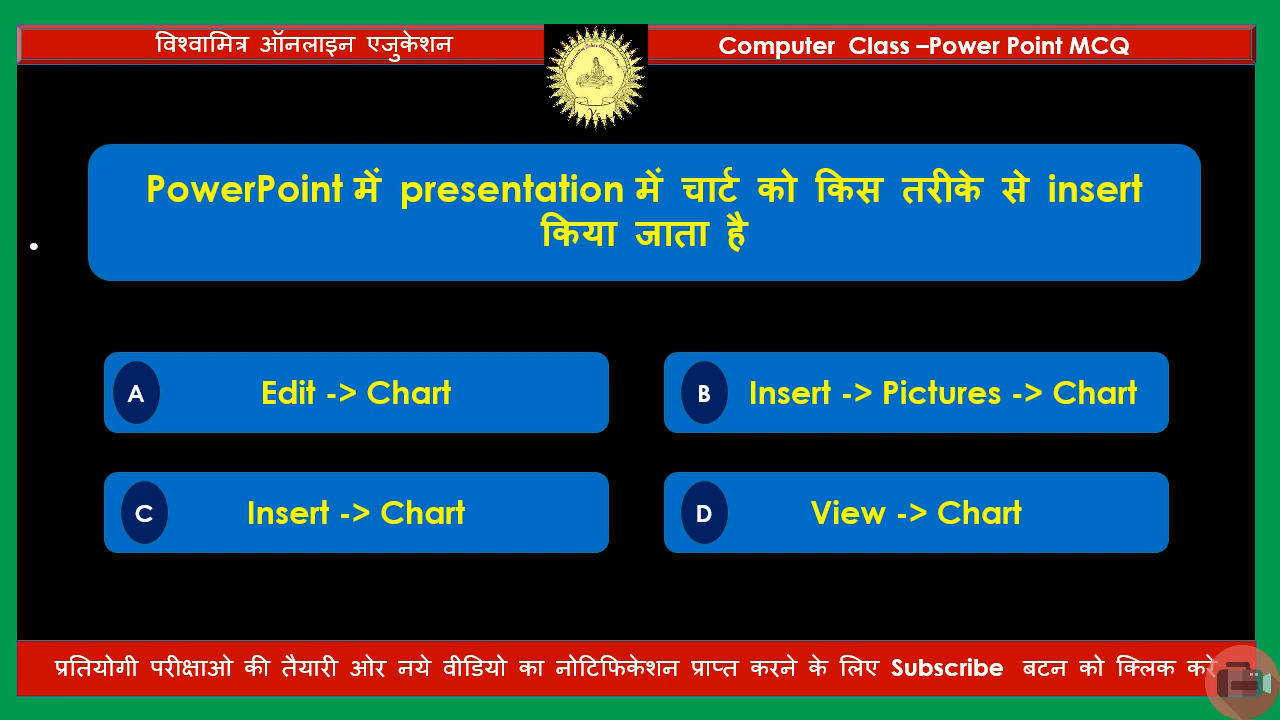 विश्वामित्र ऑनलाइन एजुकेशन
Computer Class –Power Point MCQ
PowerPoint में presentation में चार्ट को किस तरीके से insert
किया जाता है
A Edit -> Chart
B Insert -> Pictures -> Chart
C Insert -> Chart
D View -> Chart
प्रतियोगी परीक्षाओ की तैयारी ओर नये वीडियो का नोटिफिकेशन प्राप्त करने के लिए Subscribe बटन को क्लिक करे